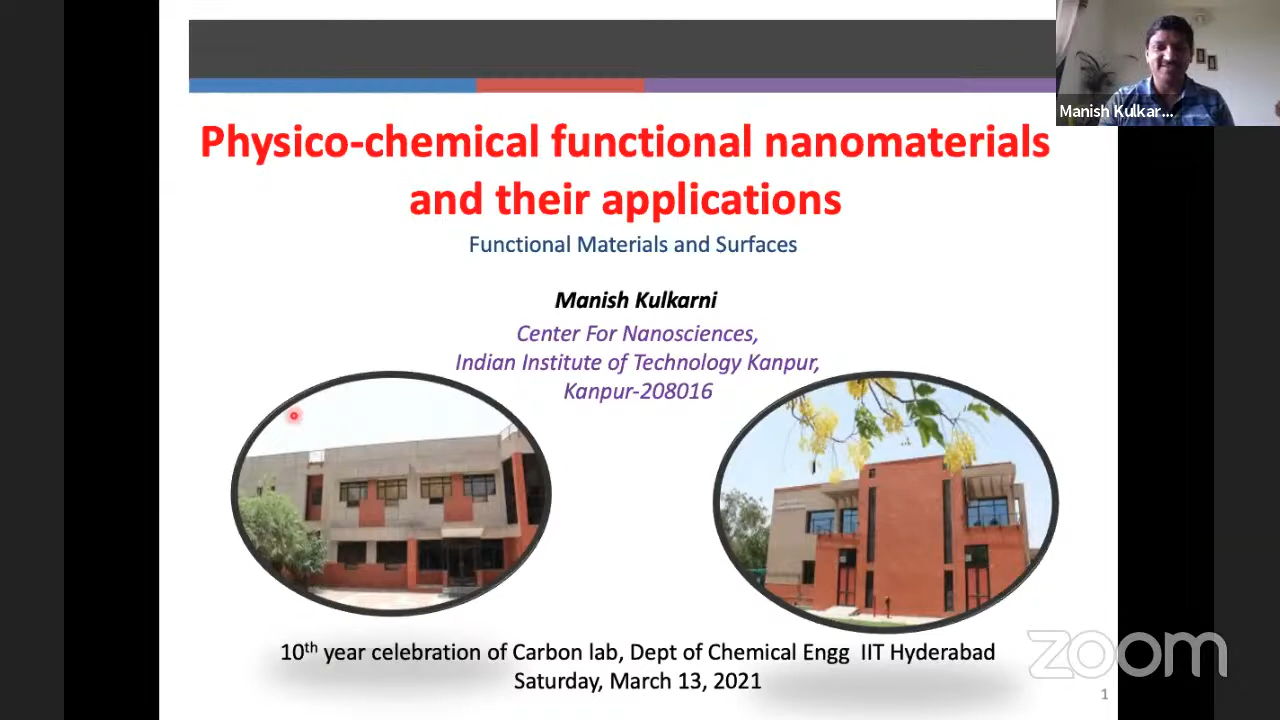 Physico-chemical functional nanomaterials
and their applications
Functional Materials and Surfaces
Manish Kulkarni
Center For Nanosciences,
Indian Institute of Technology Kanpur,
Kanpur-208016
10th year celebration of Carbon lab, Dept of Chemical Engg IIT Hyderabad
Saturday, March 13, 2021
1
Manish Kulkar...
zoom